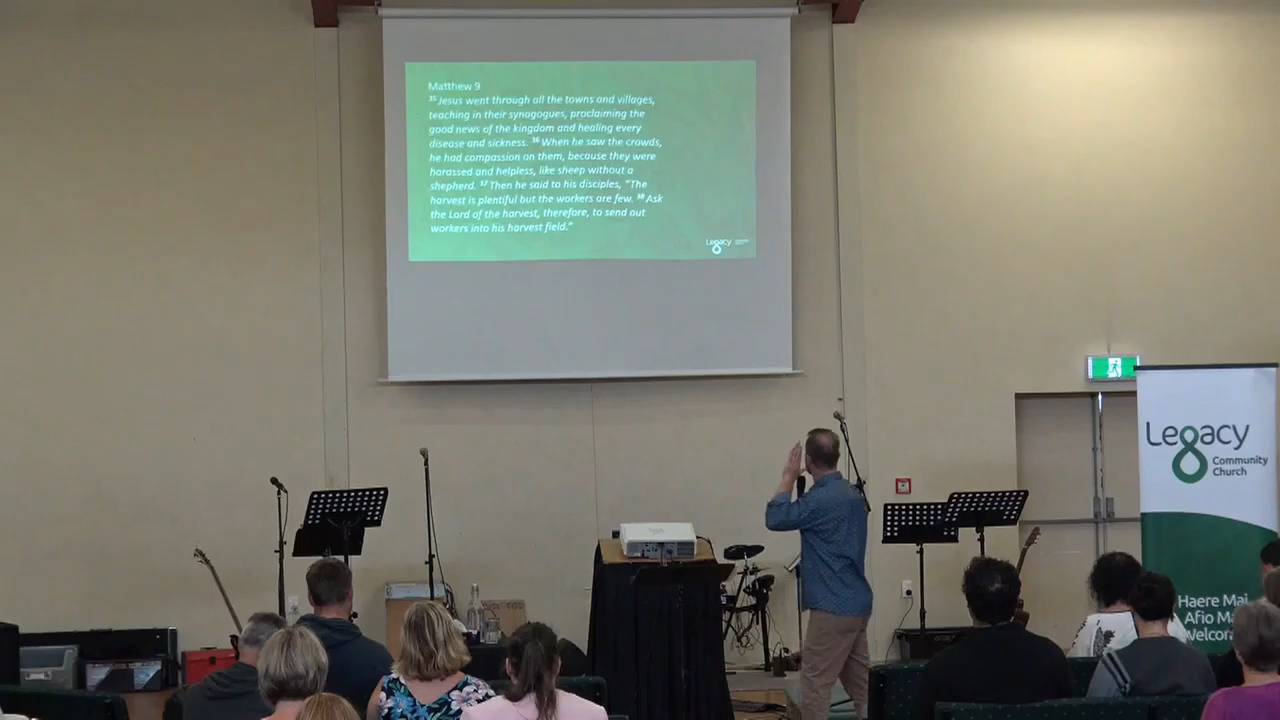 Matthew 9
35 Jesus went through all the towns and villages,
teaching in their synagogues, proclaiming the
good news of the kingdom and healing every
disease and sickness. 36 When he saw the crowds,
he had compassion on them, because they were
harassed and helpless, like sheep without a
shepherd. 37 Then he said to his disciples, "The
harvest is plentiful but the workers are few. 38 Ask
the Lord of the harvest, therefore, to send out
workers into his harvest field."
Legacy
Legacy
Community
Church
Haere Mai
Afio